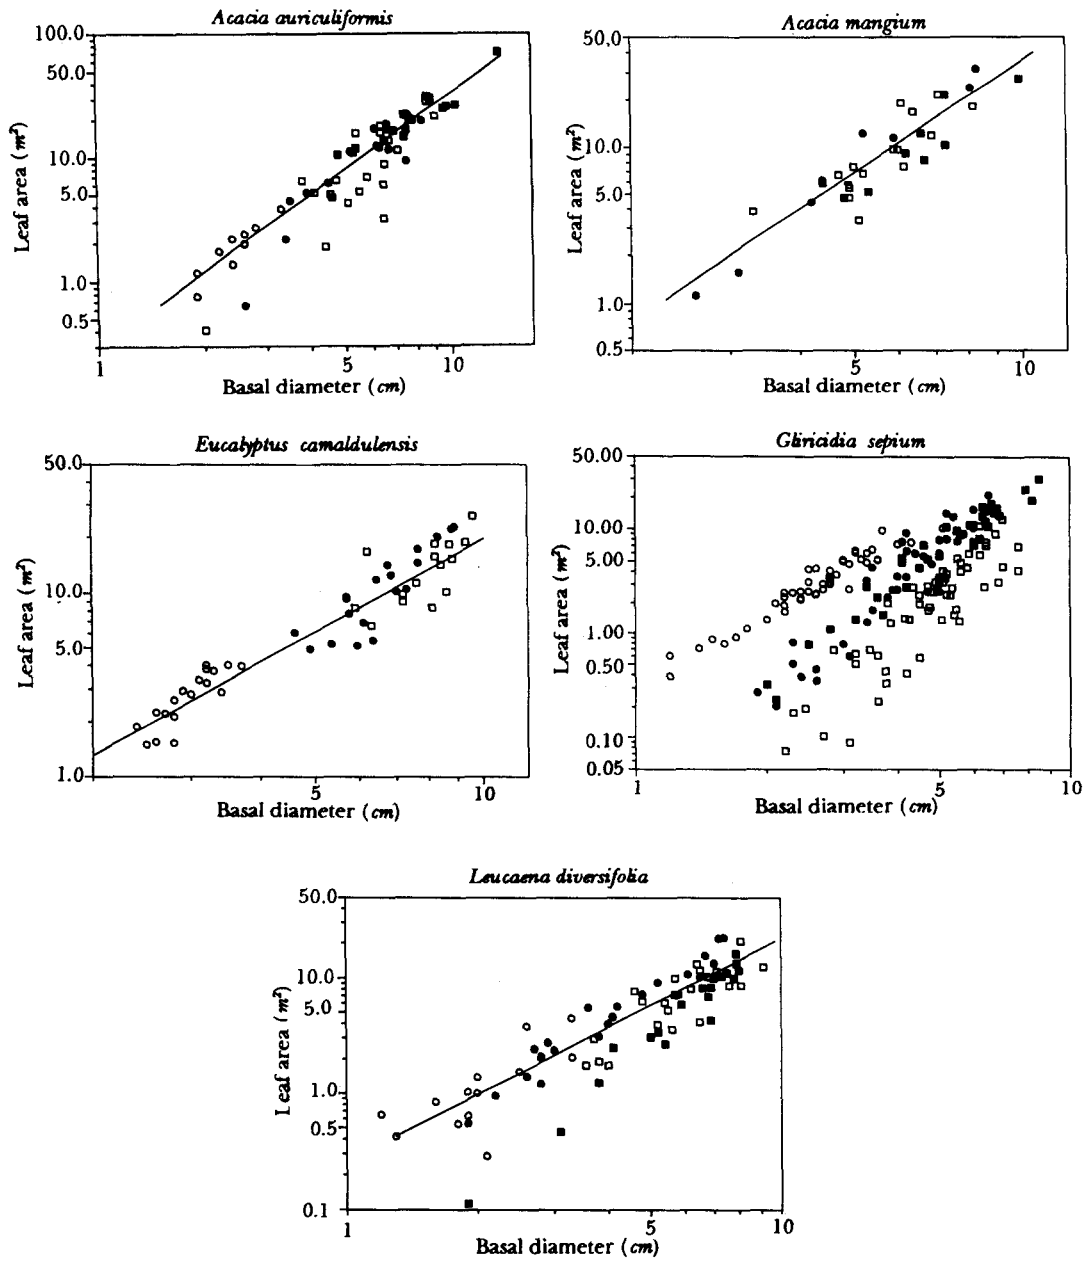 Acacia auriculiformis
100.0
50.0
10.0
5.0
1.0
0.5
Leaf area (m²)
1 5 10
Basal diameter (cm)
Acacia mangium
50.0
10.0
5.0
1.0
0.5
Leaf area (m²)
5 10
Basal diameter (cm)
Eucalyptus camaldulensis
50.0
10.0
5.0
1.0
Leaf area (m²)
5 10
Basal diameter (cm)
Gliricidia sepium
50.00
10.00
5.00
1.00
0.50
0.10
0.05
Leaf area (m²)
1 5 10
Basal diameter (cm)
Leucaena diversifolia
50.0
10.0
5.0
1.0
0.5
0.1
Leaf area (m²)
1 5 10
Basal diameter (cm)